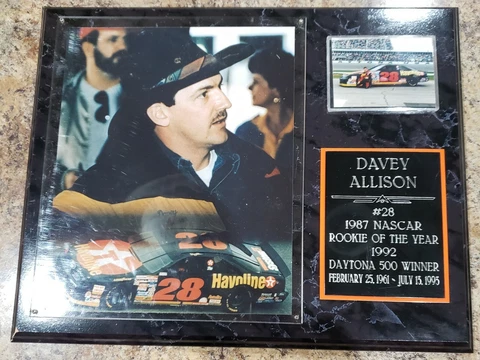 28
28
Havoline
28
DAVEY
ALLISON
#28
1987 NASCAR
ROOKIE OF THE YEAR
1992
DAYTONA 500 WINNER
FEBRUARY 25, 1961 ~ JULY 13, 1993